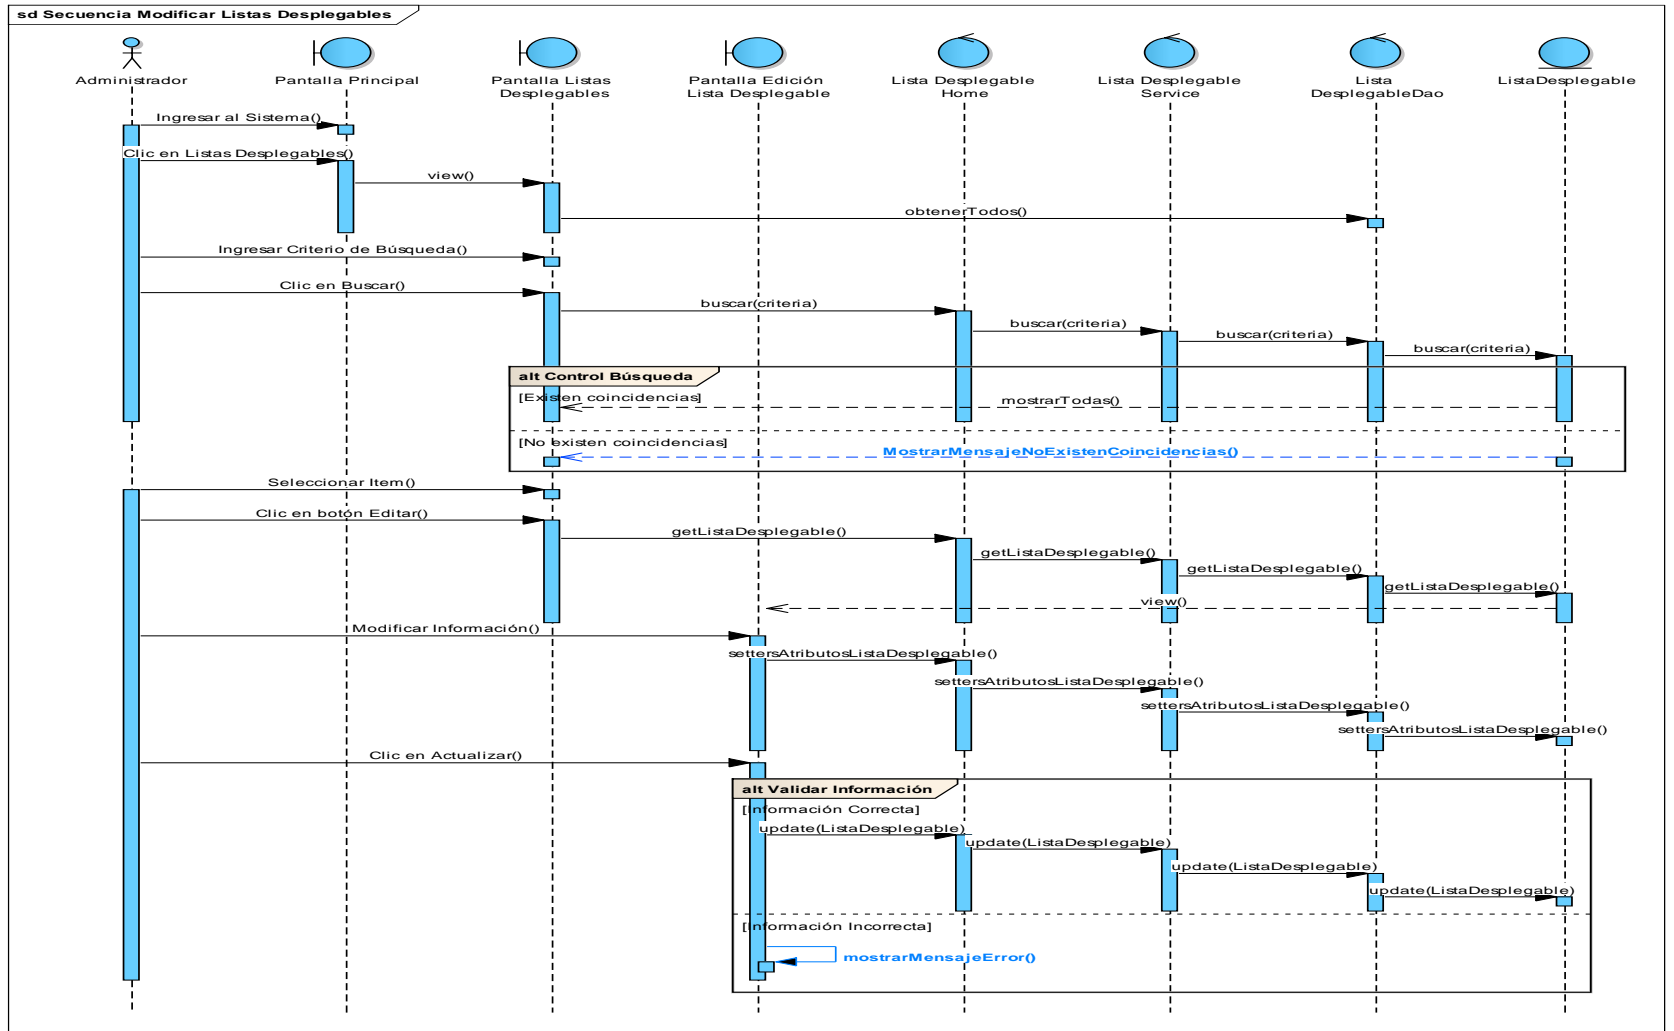 sd Secuencia Modificar Listas Desplegables
Administrador
Pantalla Principal
Pantalla Listas
Desplegables
Pantalla Edición
Lista Desplegable
Lista Desplegable
Home
Lista Desplegable
Service
Lista
DesplegableDao
ListaDesplegable
Ingresar al Sistema()
Clic en Listas Desplegables()
view()
obtenerTodos()
Ingresar Criterio de Búsqueda()
Clic en Buscar()
buscar(criteria)
buscar(criteria)
buscar(criteria)
buscar(criteria)
alt Control Búsqueda
[Existen coincidencias]
mostrarTodas()
[No existen coincidencias]
MostrarMensajeNoExistenCoincidencias()
Seleccionar Item()
Clic en botón Editar()
getListaDesplegable()
getListaDesplegable()
getListaDesplegable()
getListaDesplegable()
view()
Modificar Información()
settersAtributosListaDesplegable()
settersAtributosListaDesplegable()
settersAtributosListaDesplegable()
settersAtributosListaDesplegable()
Clic en Actualizar()
alt Validar Información
[Información Correcta]
update(ListaDesplegable)
update(ListaDesplegable)
update(ListaDesplegable)
update(ListaDesplegable)
[Información Incorrecta]
mostrarMensajeError()